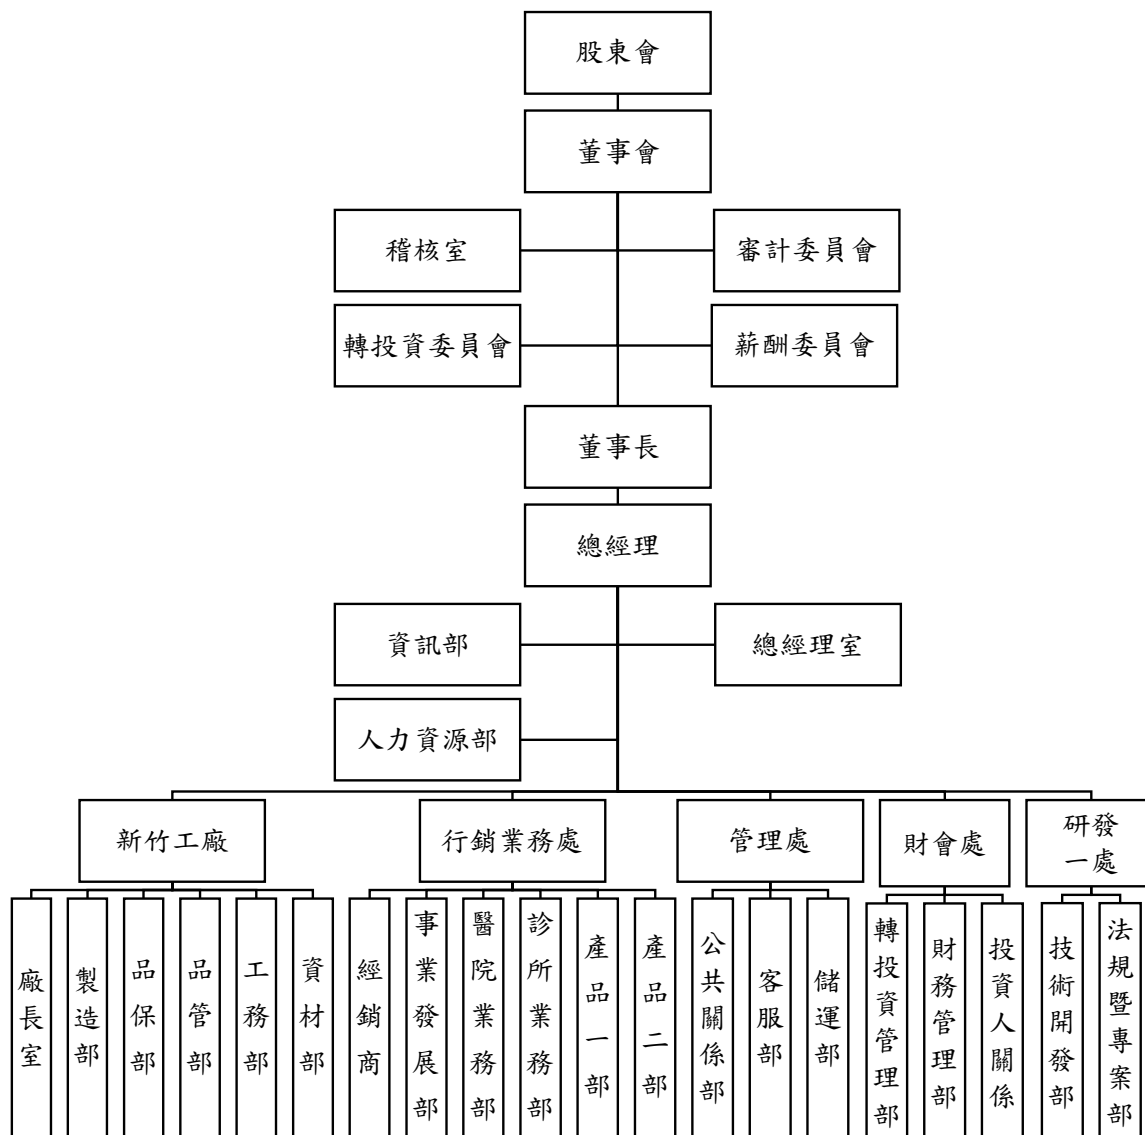 股東會
董事會
稽核室
審計委員會
轉投資委員會
薪酬委員會
董事長
總經理
資訊部
總經理室
人力資源部
新竹工廠
行銷業務處
管理處
財會處
研發
一處
廠長室
製造部
品保部
品管部
工務部
資材部
經銷商
事業發展部
醫院業務部
診所業務部
產品一部
產品二部
公共關係部
客服部
儲運部
轉投資管理部
財務管理部
投資人關係
技術開發部
法規暨專案部